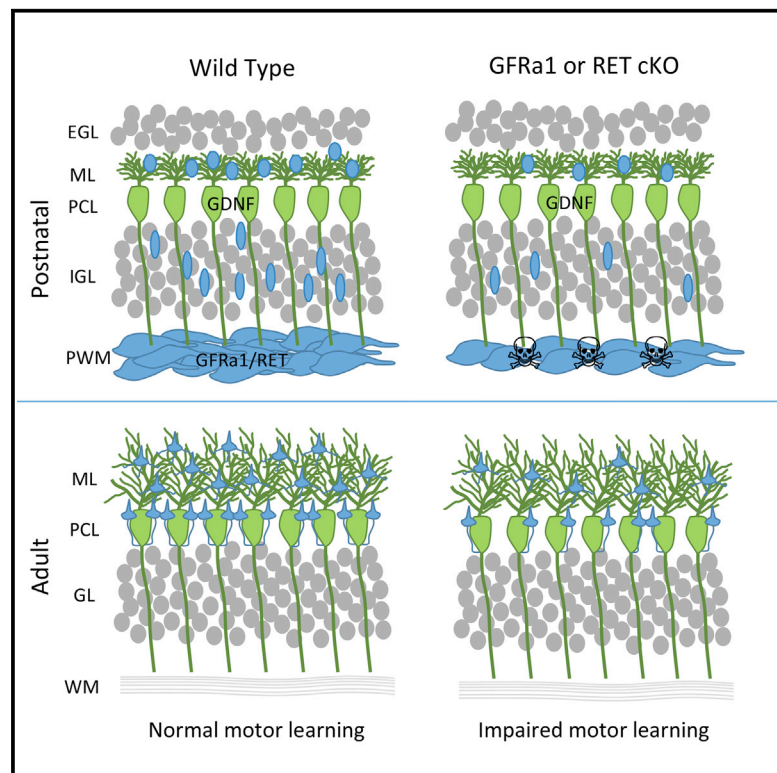 Wild Type
GFRa1 or RET cKO
Postnatal
EGL
ML
PCL
GDNF
GDNF
IGL
PWM
GFRa1/RET
Adult
ML
PCL
GL
WM
Normal motor learning
Impaired motor learning